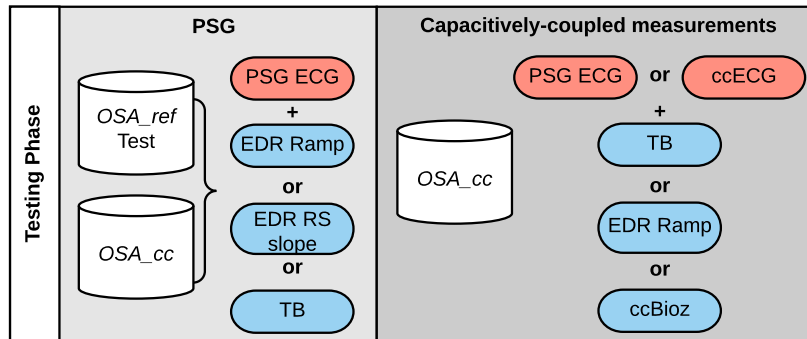 Testing Phase
PSG
OSA_ref
Test
OSA_cc
PSG ECG
+
EDR Ramp
or
EDR RS
slope
or
TB
Capacitively-coupled measurements
OSA_cc
PSG ECG or ccECG
+
TB
or
EDR Ramp
or
ccBioz